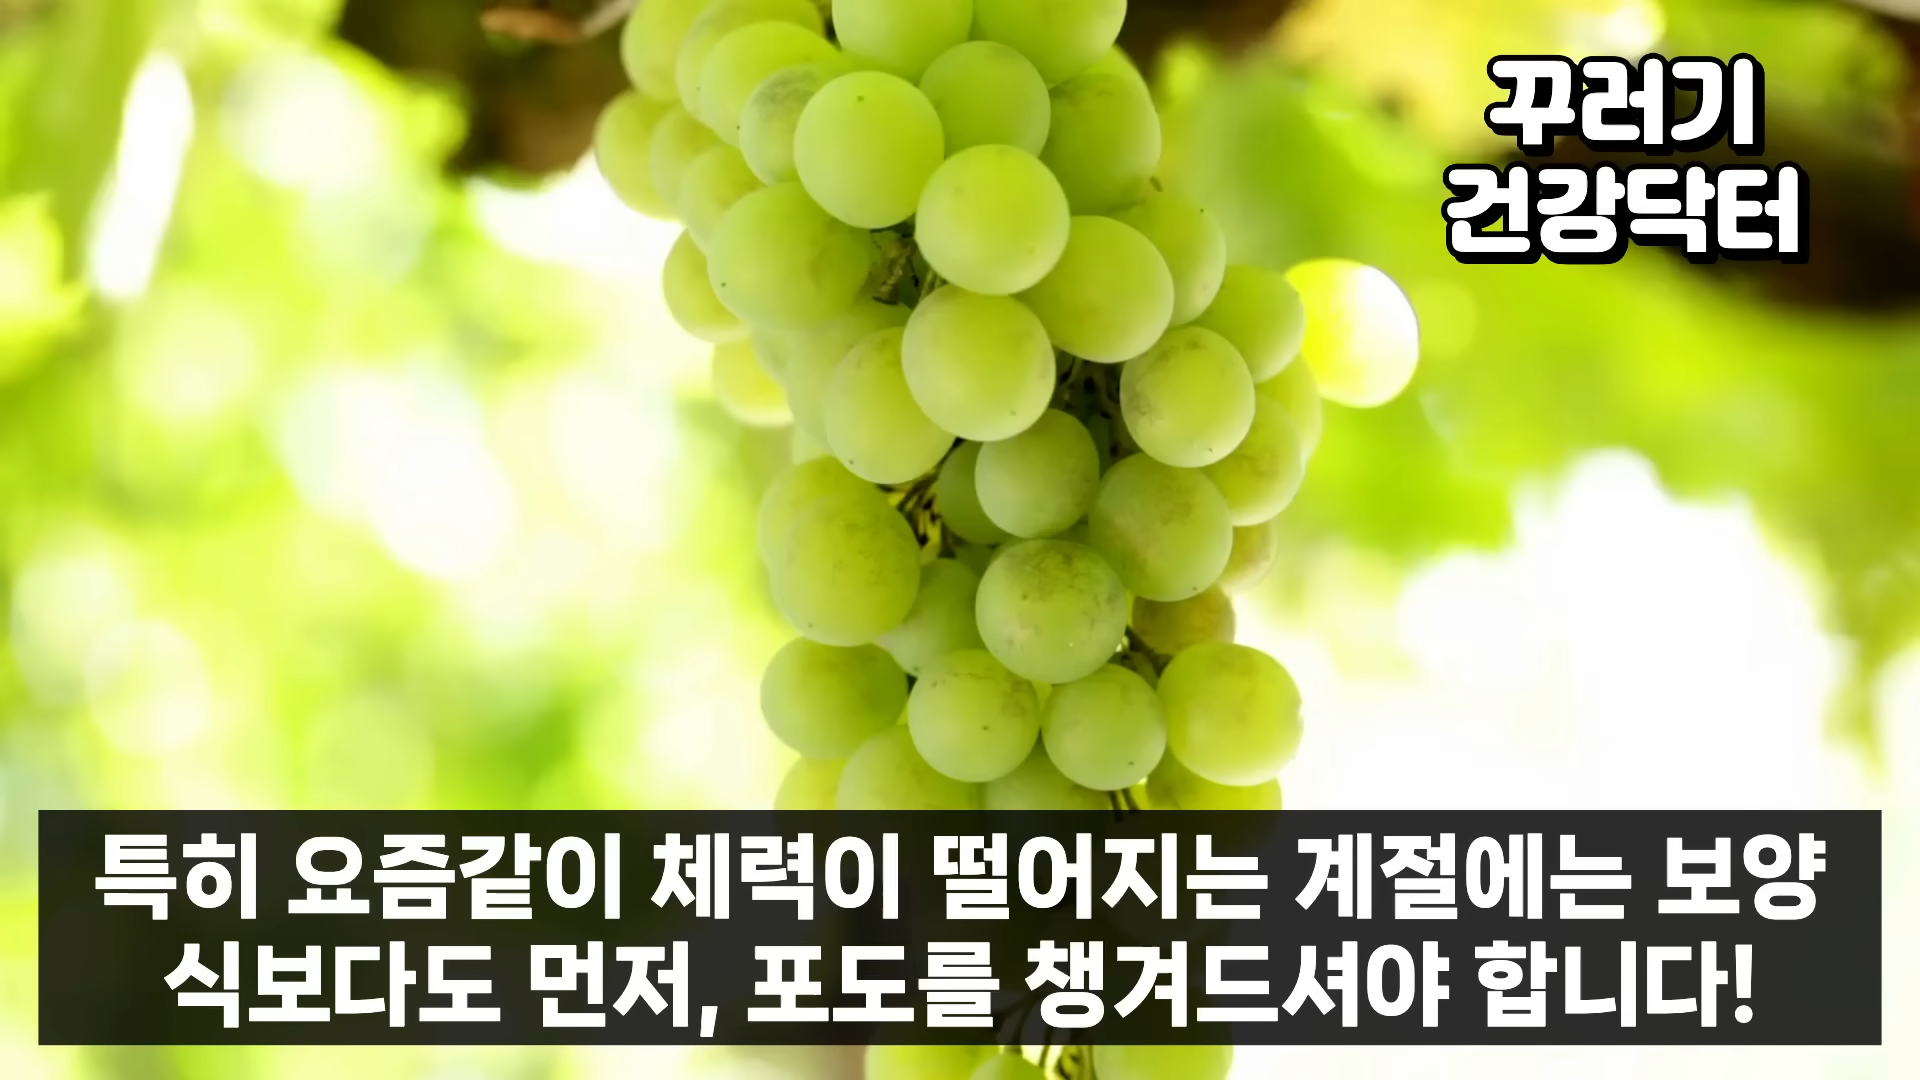 꾸러기
건강닥터
특히 요즘같이 체력이 떨어지는 계절에는 보양
식보다도 먼저, 포도를 챙겨드셔야 합니다!